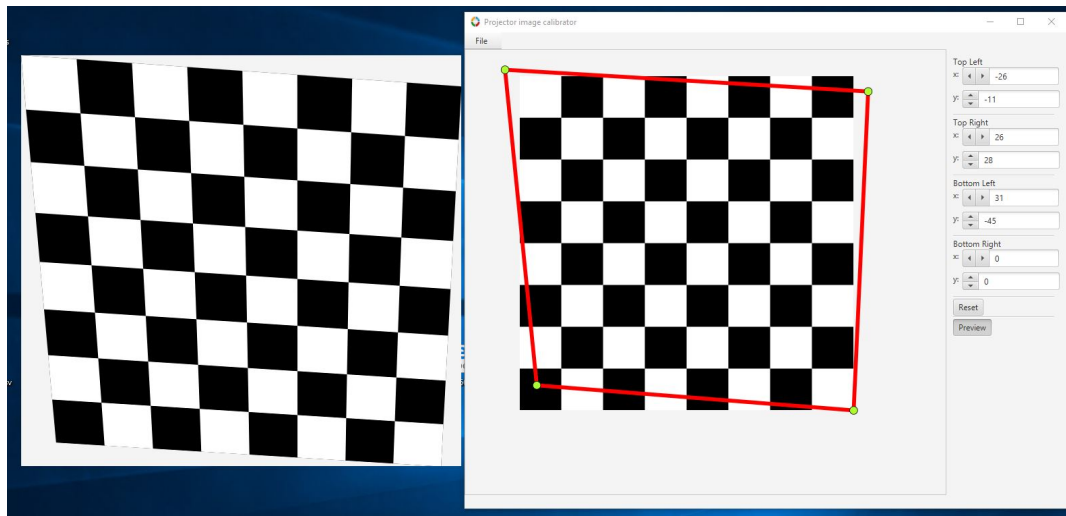 Projector image calibrator
File
Top Left
x: -26
y: -11
Top Right
x: 26
y: 28
Bottom Left
x: 31
y: -45
Bottom Right
x: 0
y: 0
Reset
Preview